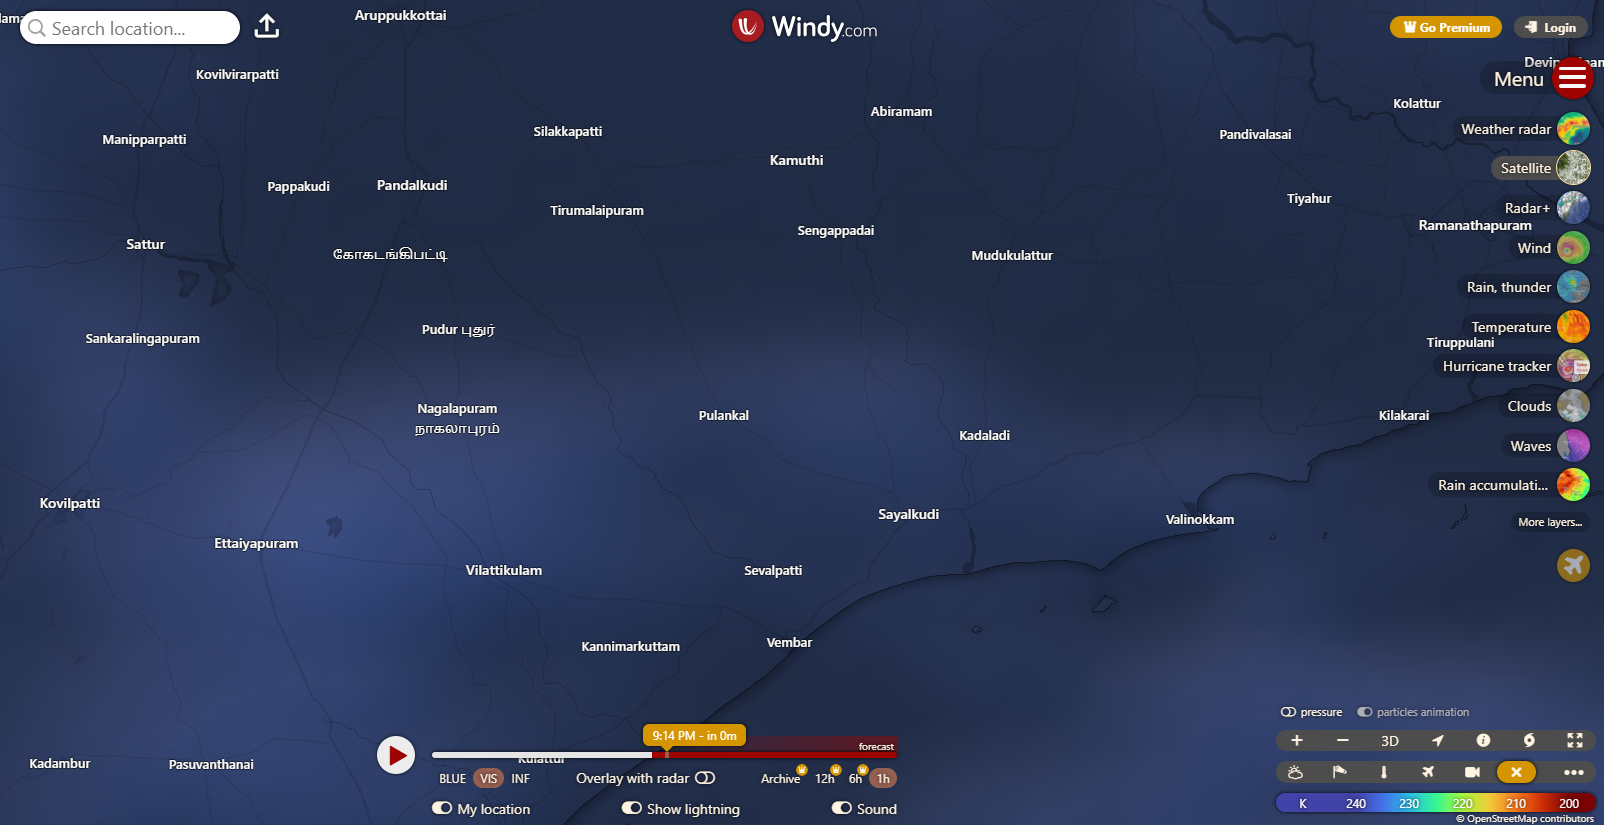 Search location...
Aruppukkottai
Windy.com
Go Premium
Login
Menu
Kovilvirarpatti
Abiramam
Kolattur
Manipparpatti
Silakkapatti
Pandivalasai
Weather radar
Kamuthi
Satellite
Pappakudi
Pandalkudi
Tirumalaipuram
Tiyahur
Radar+
Sattur
Sengappadai
Ramanathapuram
கோகடங்கிபட்டி
Mudukulattur
Wind
Rain, thunder
Sankaralingapuram
Pudur புதுர்
Temperature
Tiruppulani
Hurricane tracker
Nagalapuram
நாகலாபுரம்
Pulankal
Kilakarai
Clouds
Kadaladi
Waves
Kovilpatti
Rain accumulati...
Sayalkudi
Valinokkam
More layers...
Ettaiyapuram
Vilattikulam
Sevalpatti
Kannimarkuttam
Vembar
pressure
particles animation
9:14 PM - in 0m
forecast
3D
Kadambur
Pasuvanthanai
Kulattur
BLUE VIS INF
Overlay with radar
Archive 12h 6h 1h
My location
Show lightning
Sound
K 240 230 220 210 200
© OpenStreetMap contributors